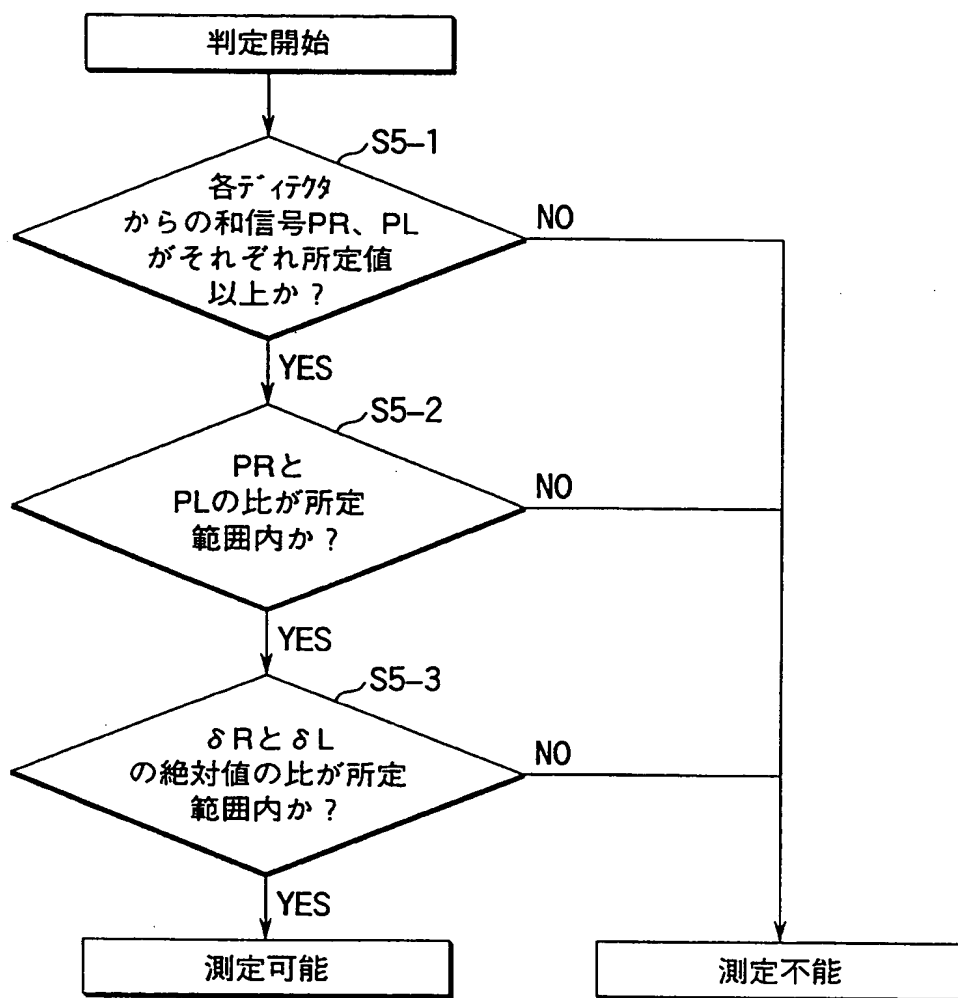 判定開始
S5-1
各ディテクタ
からの和信号PR、PL
がそれぞれ所定値
以上か?
NO
YES
S5-2
PRと
PLの比が所定
範囲内か?
NO
YES
S5-3
δRとδL
の絶対値の比が所定
範囲内か?
NO
YES
測定可能
測定不能